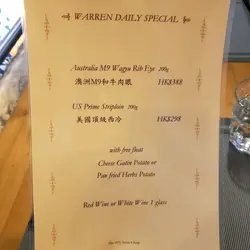 WARREN DAILY SPECIAL
Australia M9 Wagyu Rib Eye 200g
澳洲M9和牛肉眼 HK$388
US Prime Striploin 200g
美國頂級西冷 HK$298
with free float
Cheese Gatin Potato or
Pan fried Herbs Potato
Red Wine or White Wine 1 glass